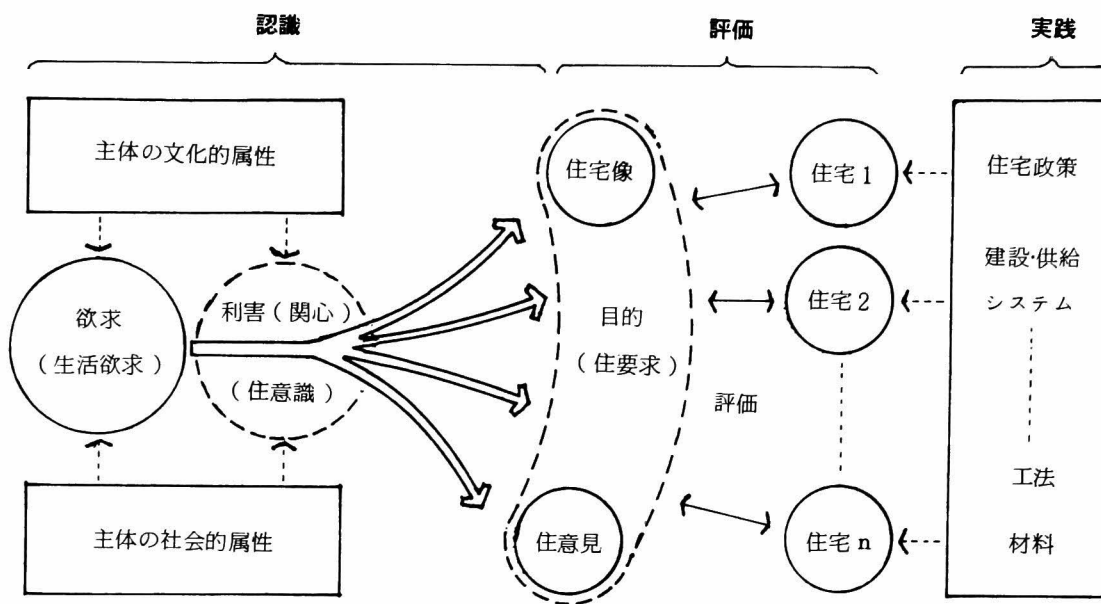 認識
評価
実践
主体の文化的属性
欲求
（生活欲求）
利害（関心）
（住意識）
主体の社会的属性
住宅像
目的
（住要求）
住意見
評価
住宅1
住宅2
住宅n
住宅政策
建設・供給
システム
工法
材料